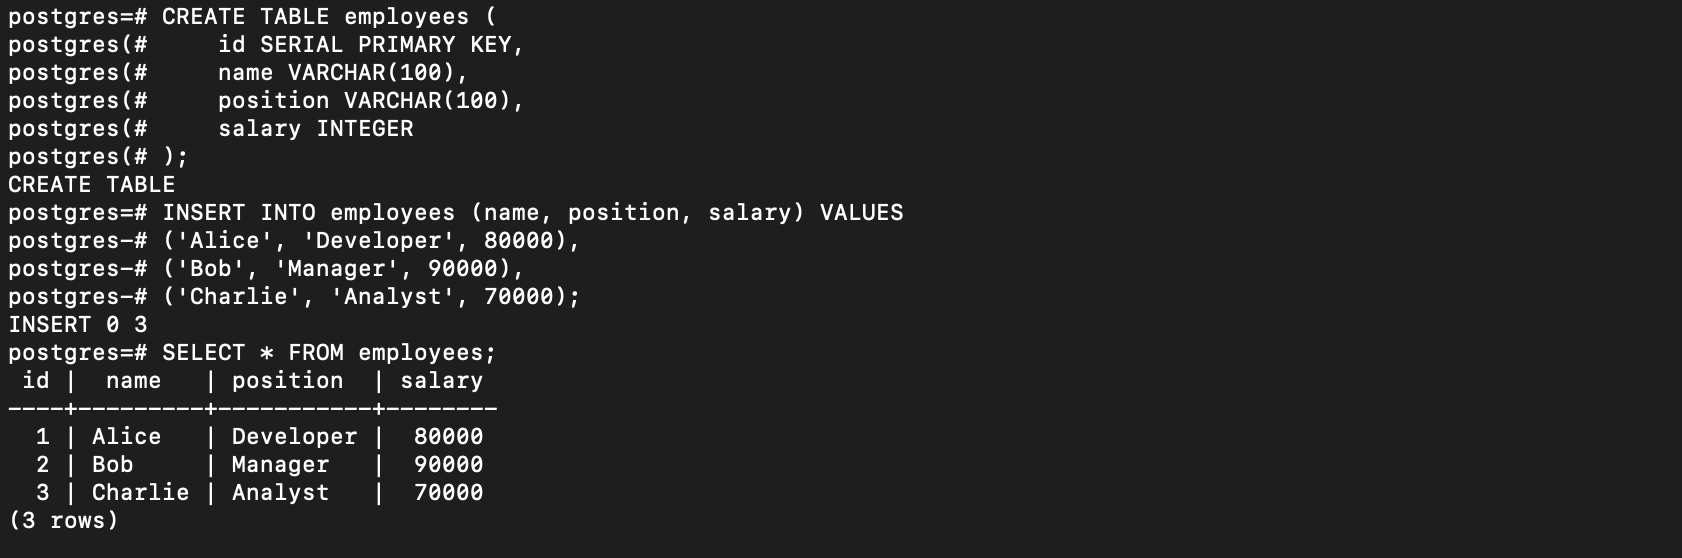 postgres=# CREATE TABLE employees (
postgres(#     id SERIAL PRIMARY KEY,
postgres(#     name VARCHAR(100),
postgres(#     position VARCHAR(100),
postgres(#     salary INTEGER
postgres(# );
CREATE TABLE
postgres=# INSERT INTO employees (name, position, salary) VALUES
postgres-# ('Alice', 'Developer', 80000),
postgres-# ('Bob', 'Manager', 90000),
postgres-# ('Charlie', 'Analyst', 70000);
INSERT 0 3
postgres=# SELECT * FROM employees;
 id |  name   | position  | salary
----+---------+-----------+--------
  1 | Alice   | Developer |  80000
  2 | Bob     | Manager   |  90000
  3 | Charlie | Analyst   |  70000
(3 rows)